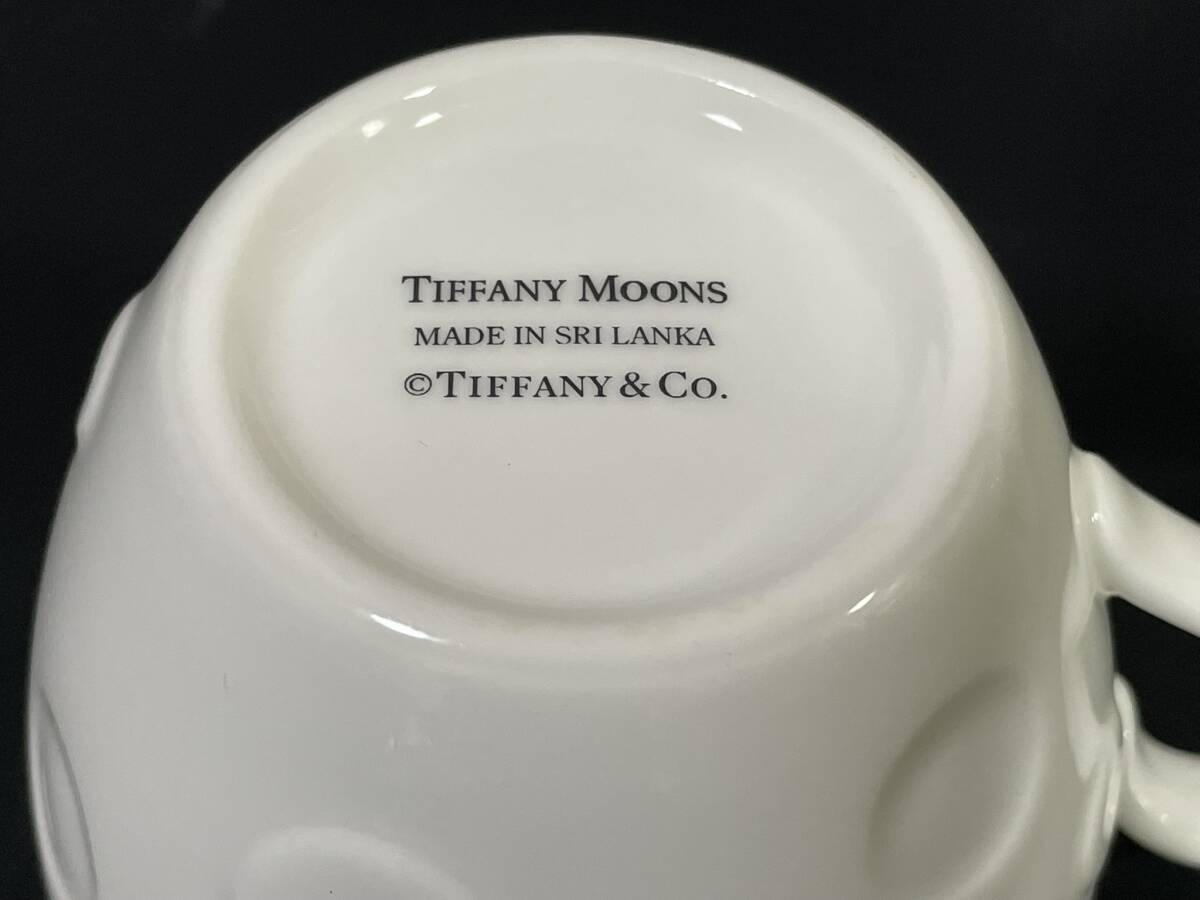 TIFFANY MOONS
MADE IN SRI LANKA
©TIFFANY & CO.